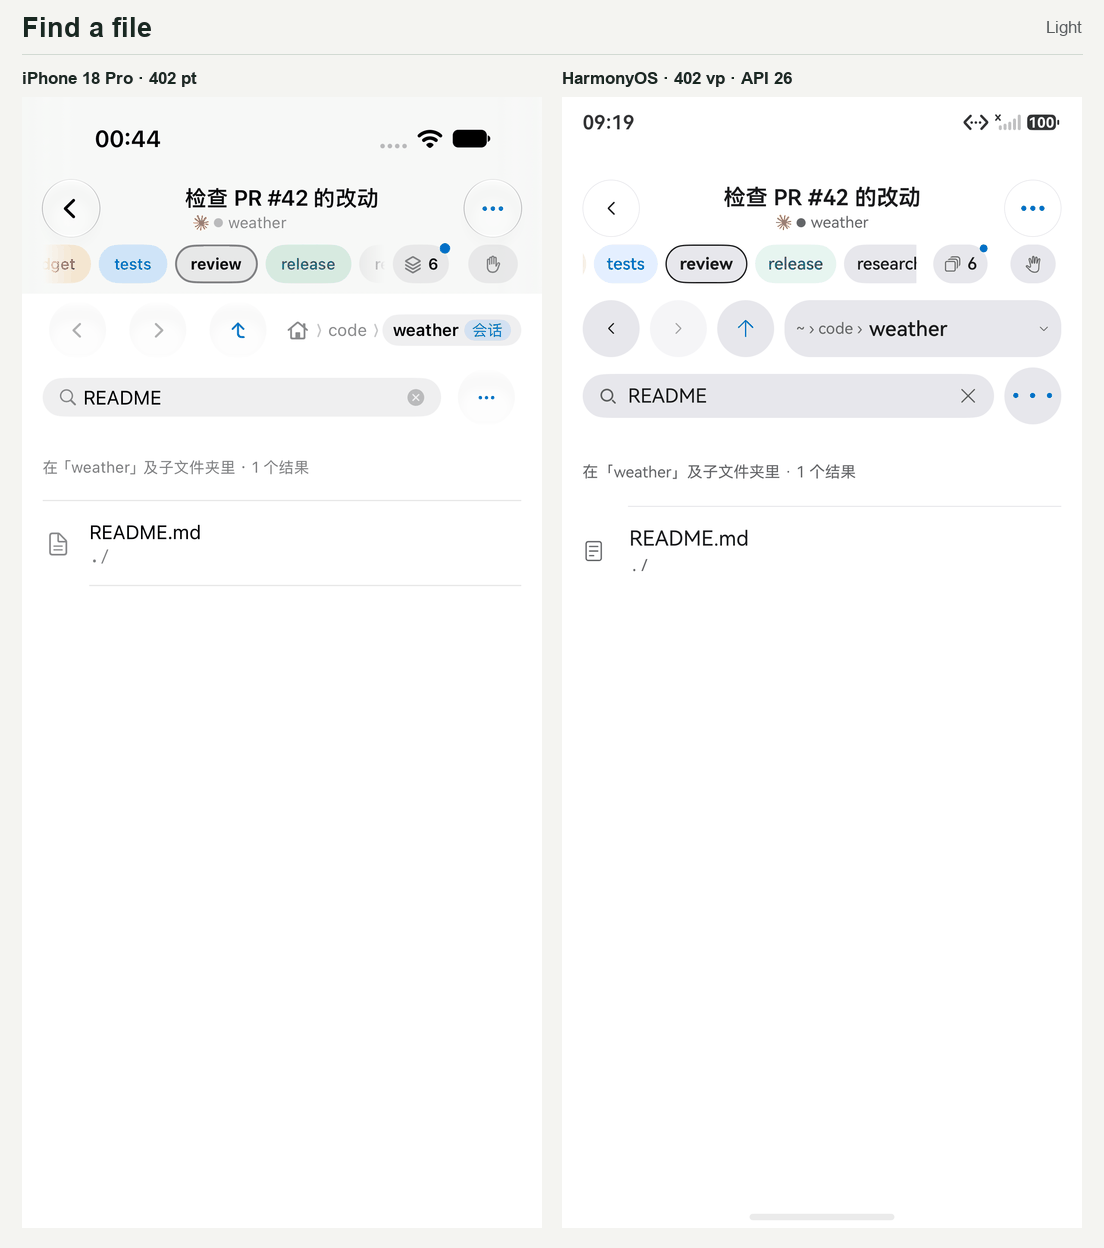 Find a file
Light
iPhone 18 Pro · 402 pt
00:44
检查 PR #42 的改动
weather
get
tests
review
release
6
code
weather 会话
README
在「weather」及子文件夹里 · 1 个结果
README.md
./
HarmonyOS · 402 vp · API 26
09:19
100
检查 PR #42 的改动
weather
tests
review
release
research
6
~ › code › weather
README
在「weather」及子文件夹里 · 1 个结果
README.md
./